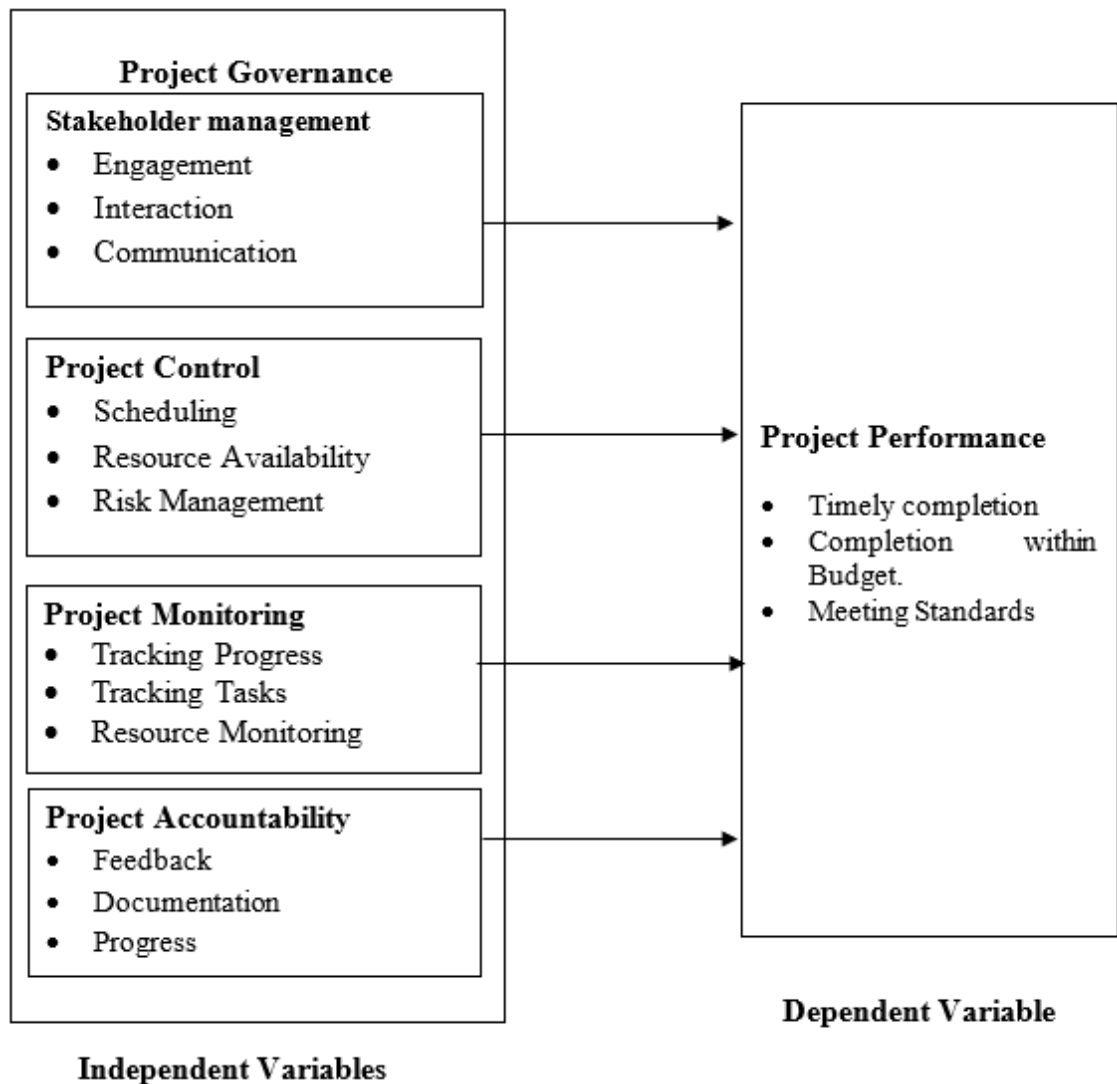 Project Governance
Stakeholder management
• Engagement
• Interaction
• Communication
Project Control
• Scheduling
• Resource Availability
• Risk Management
Project Monitoring
• Tracking Progress
• Tracking Tasks
• Resource Monitoring
Project Accountability
• Feedback
• Documentation
• Progress
Independent Variables
Project Performance
• Timely completion
• Completion within
Budget.
• Meeting Standards
Dependent Variable